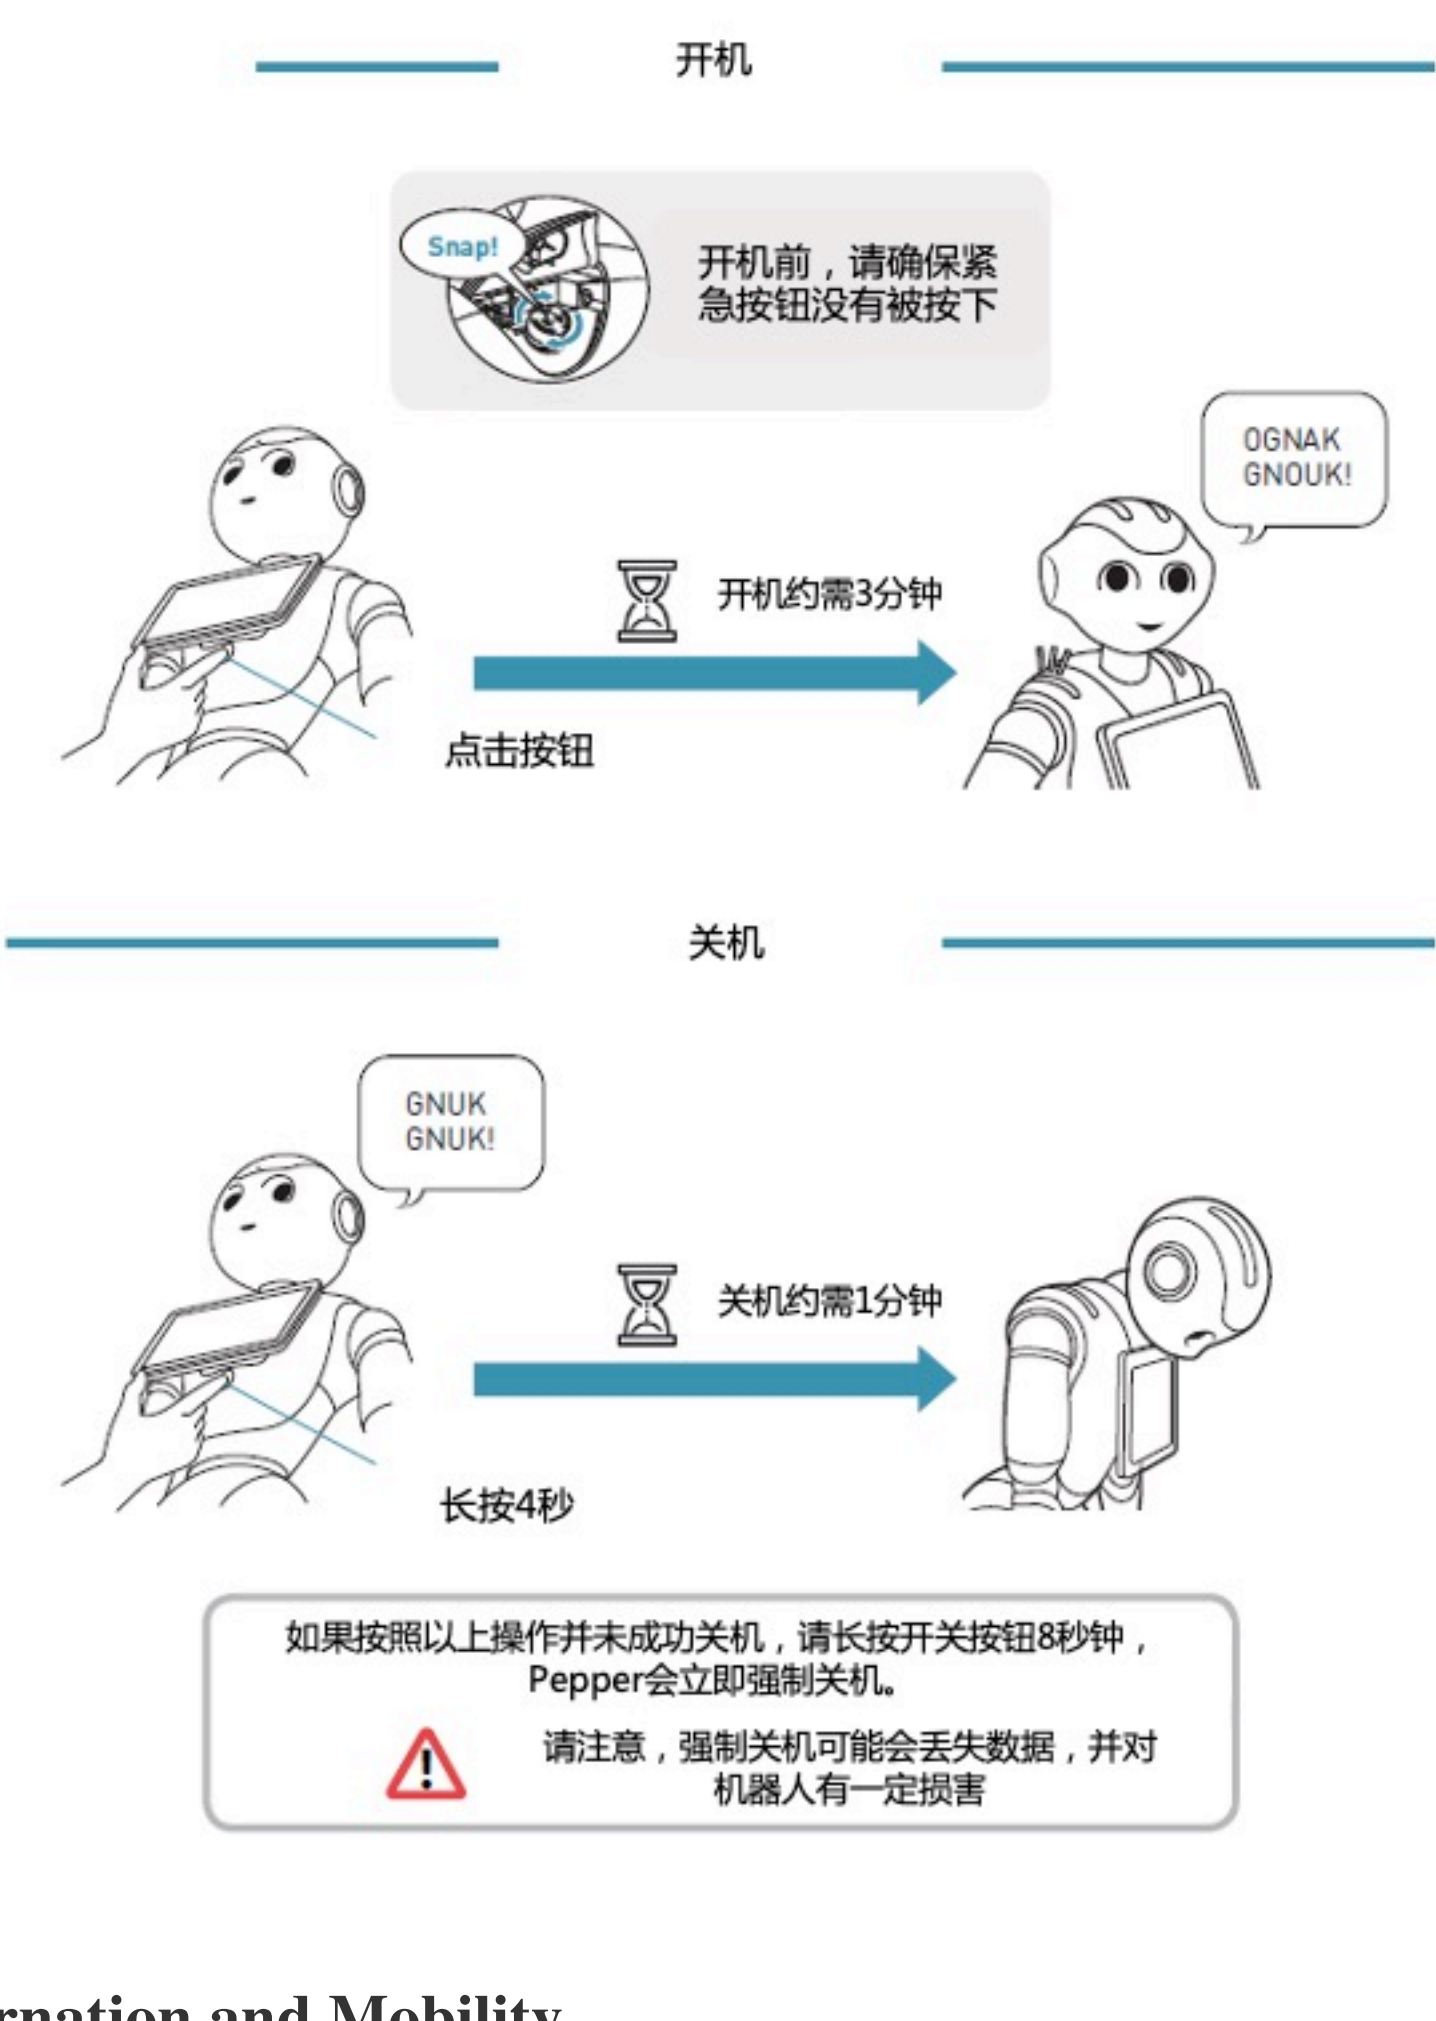 开机
Snap!
开机前，请确保紧
急按钮没有被按下
OGNAK
GNOUK!
开机约需3分钟
点击按钮
关机
GNUK
GNUK!
关机约需1分钟
长按4秒
如果按照以上操作并未成功关机，请长按开关按钮8秒钟，
Pepper会立即强制关机。
请注意，强制关机可能会丢失数据，并对
机器人有一定损害
and Mobility